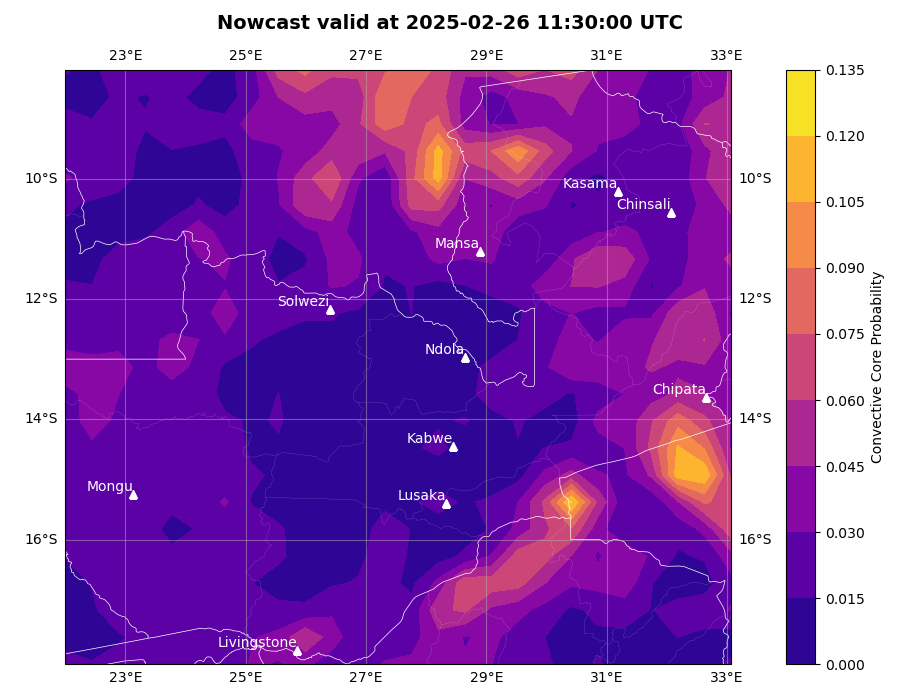 Nowcast valid at 2025-02-26 11:30:00 UTC
23°E 25°E 27°E 29°E 31°E 33°E
0.135
0.120
10°S 10°S
Kasama
Chinsali
0.105
Mansa
0.090
12°S 12°S
Solwezi
0.075
Ndola
Convective Core Probability
Chipata
0.060
14°S 14°S
Kabwe
0.045
Mongu
Lusaka
16°S 16°S
0.030
0.015
Livingstone
0.000
23°E 25°E 27°E 29°E 31°E 33°E